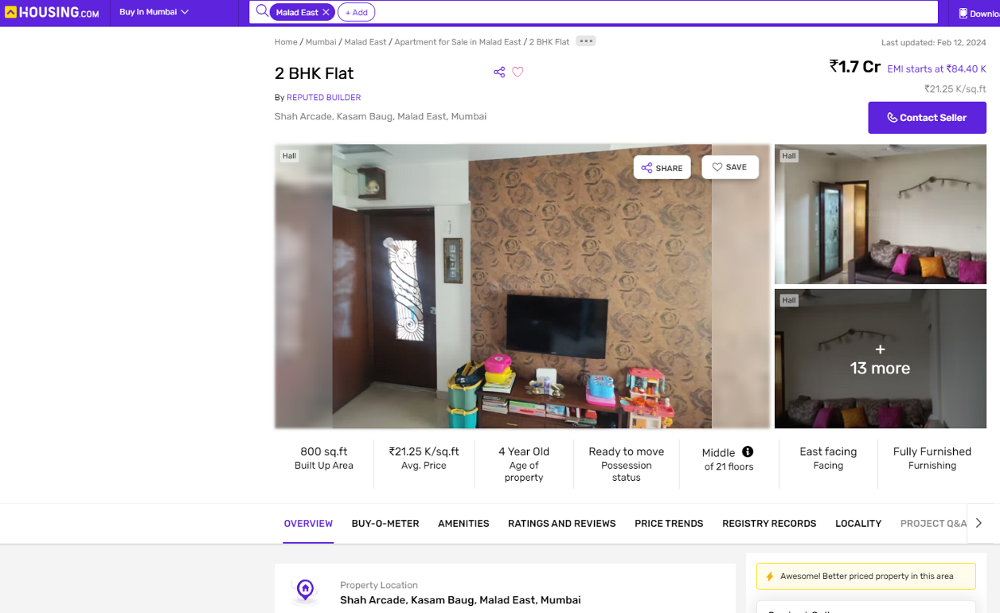 HOUSING.COM
Buy In Mumbai
Malad East
+ Add
Home / Mumbai / Malad East / Apartment for Sale in Malad East / 2 BHK Flat
Last updated: Feb 12, 2024
2 BHK Flat
₹1.7 Cr EMI starts at ₹84.40 K
By REPUTED BUILDER
₹21.25 K/sq.ft
Shah Arcade, Kasam Baug, Malad East, Mumbai
Contact Seller
Hall
SHARE
SAVE
Hall
Hall
+
13 more
800 sq.ft
Built Up Area
₹21.25 K/sq.ft
Avg. Price
4 Year Old
Age of
property
Ready to move
Possession
status
Middle
of 21 floors
East facing
Facing
Fully Furnished
Furnishing
OVERVIEW
BUY-O-METER
AMENITIES
RATINGS AND REVIEWS
PRICE TRENDS
REGISTRY RECORDS
LOCALITY
PROJECT Q&A
Property Location
Shah Arcade, Kasam Baug, Malad East, Mumbai
Awesome! Better priced property in this area